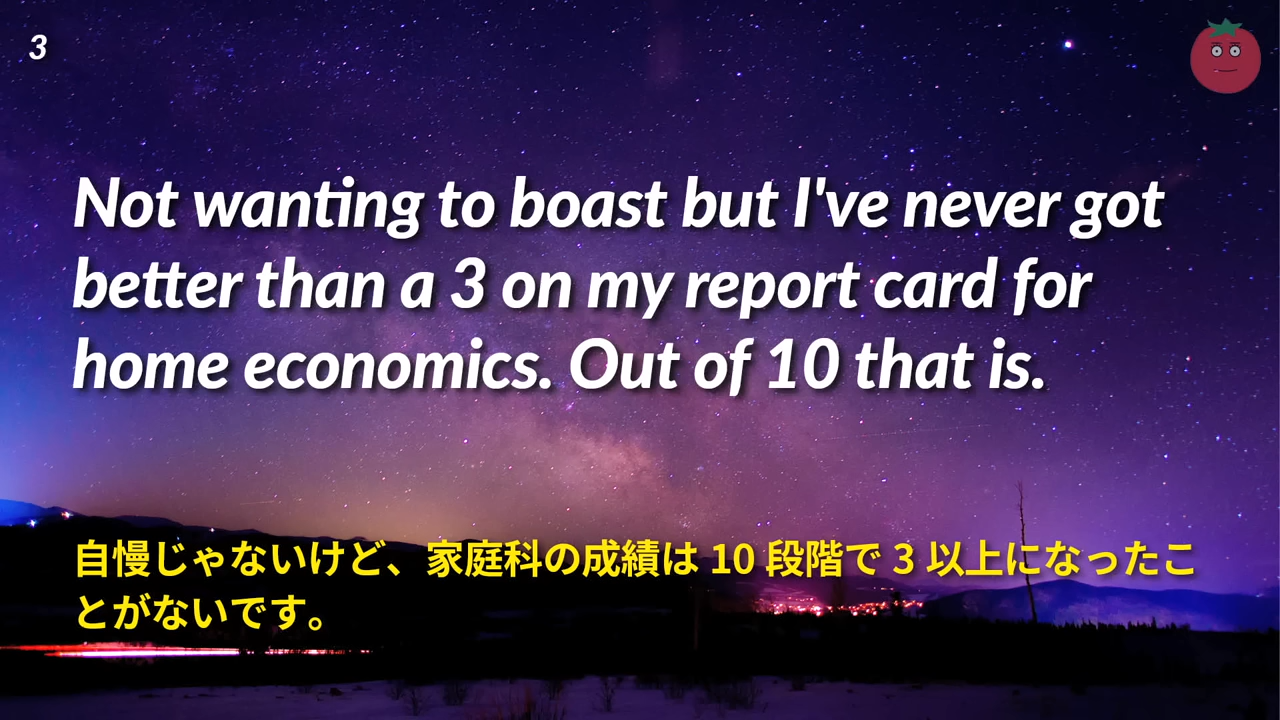 3
Not wanting to boast but I've never got
better than a 3 on my report card for
home economics. Out of 10 that is.
自慢じゃないけど、家庭科の成績は 10 段階で 3 以上になったこ
とがないです。